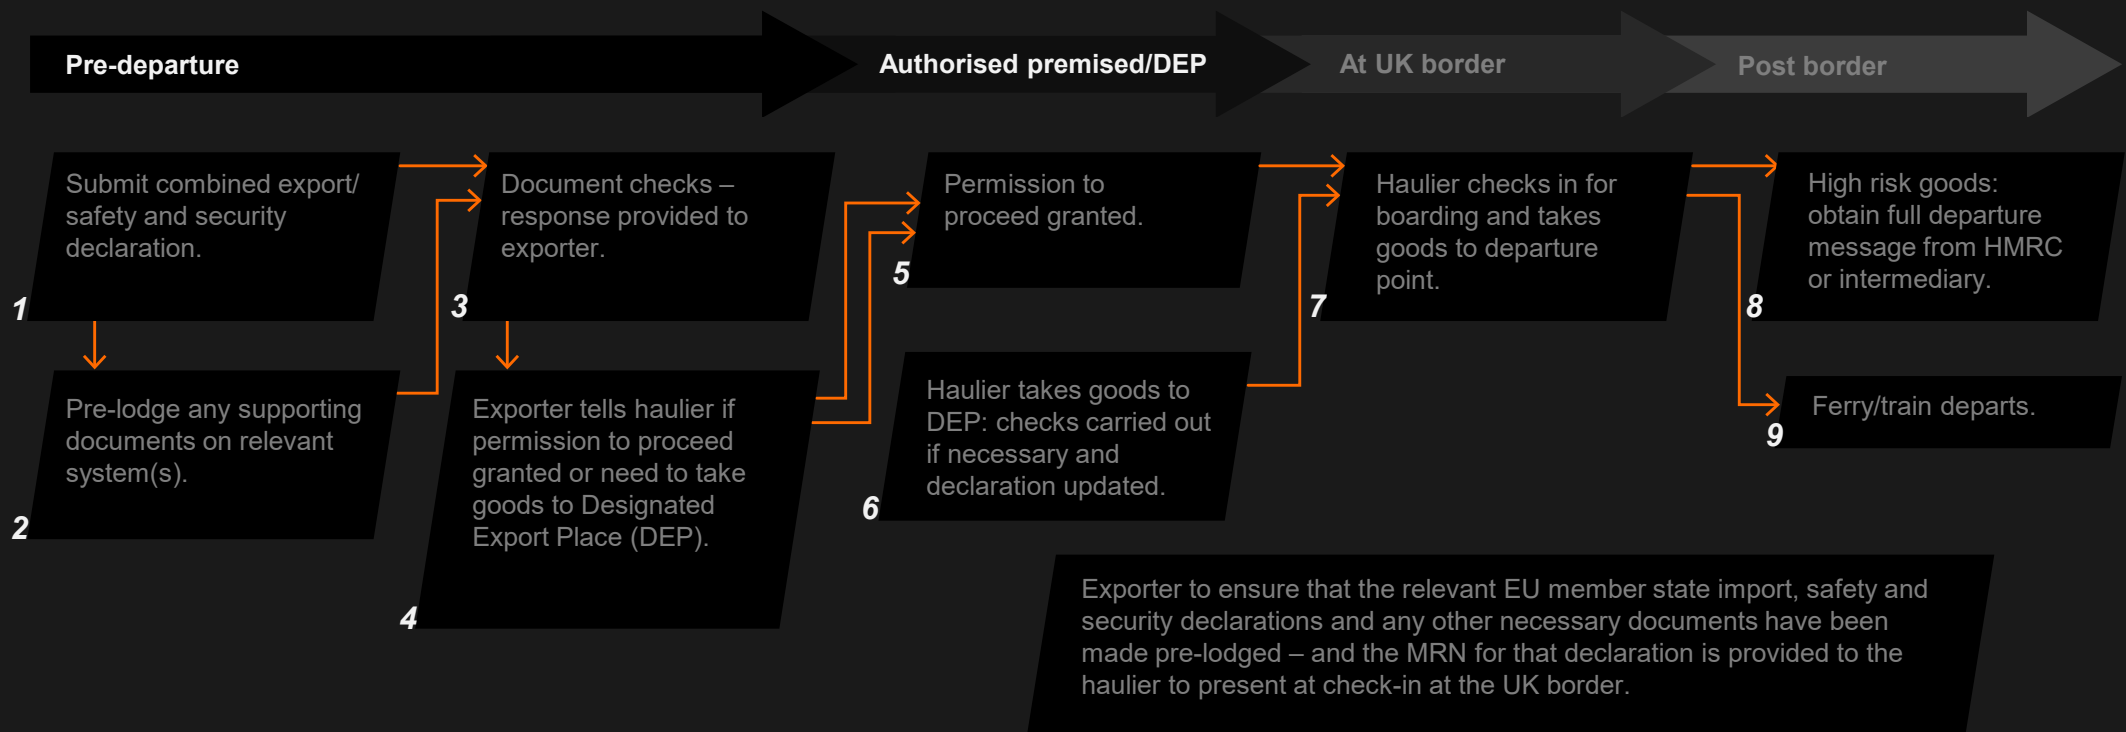 Pre-departure
Authorised premised/DEP
At UK border
Post border
Submit combined export/
safety and security
declaration.
1
Pre-lodge any supporting
documents on relevant
system(s).
2
Document checks –
response provided to
exporter.
3
Exporter tells haulier if
permission to proceed
granted or need to take
goods to Designated
Export Place (DEP).
4
Permission to
proceed granted.
5
Haulier takes goods to
DEP: checks carried out
if necessary and
declaration updated.
6
Haulier checks in for
boarding and takes
goods to departure
point.
7
High risk goods:
obtain full departure
message from HMRC
or intermediary.
8
Ferry/train departs.
9
Exporter to ensure that the relevant EU member state import, safety and
security declarations and any other necessary documents have been
made pre-lodged – and the MRN for that declaration is provided to the
haulier to present at check-in at the UK border.